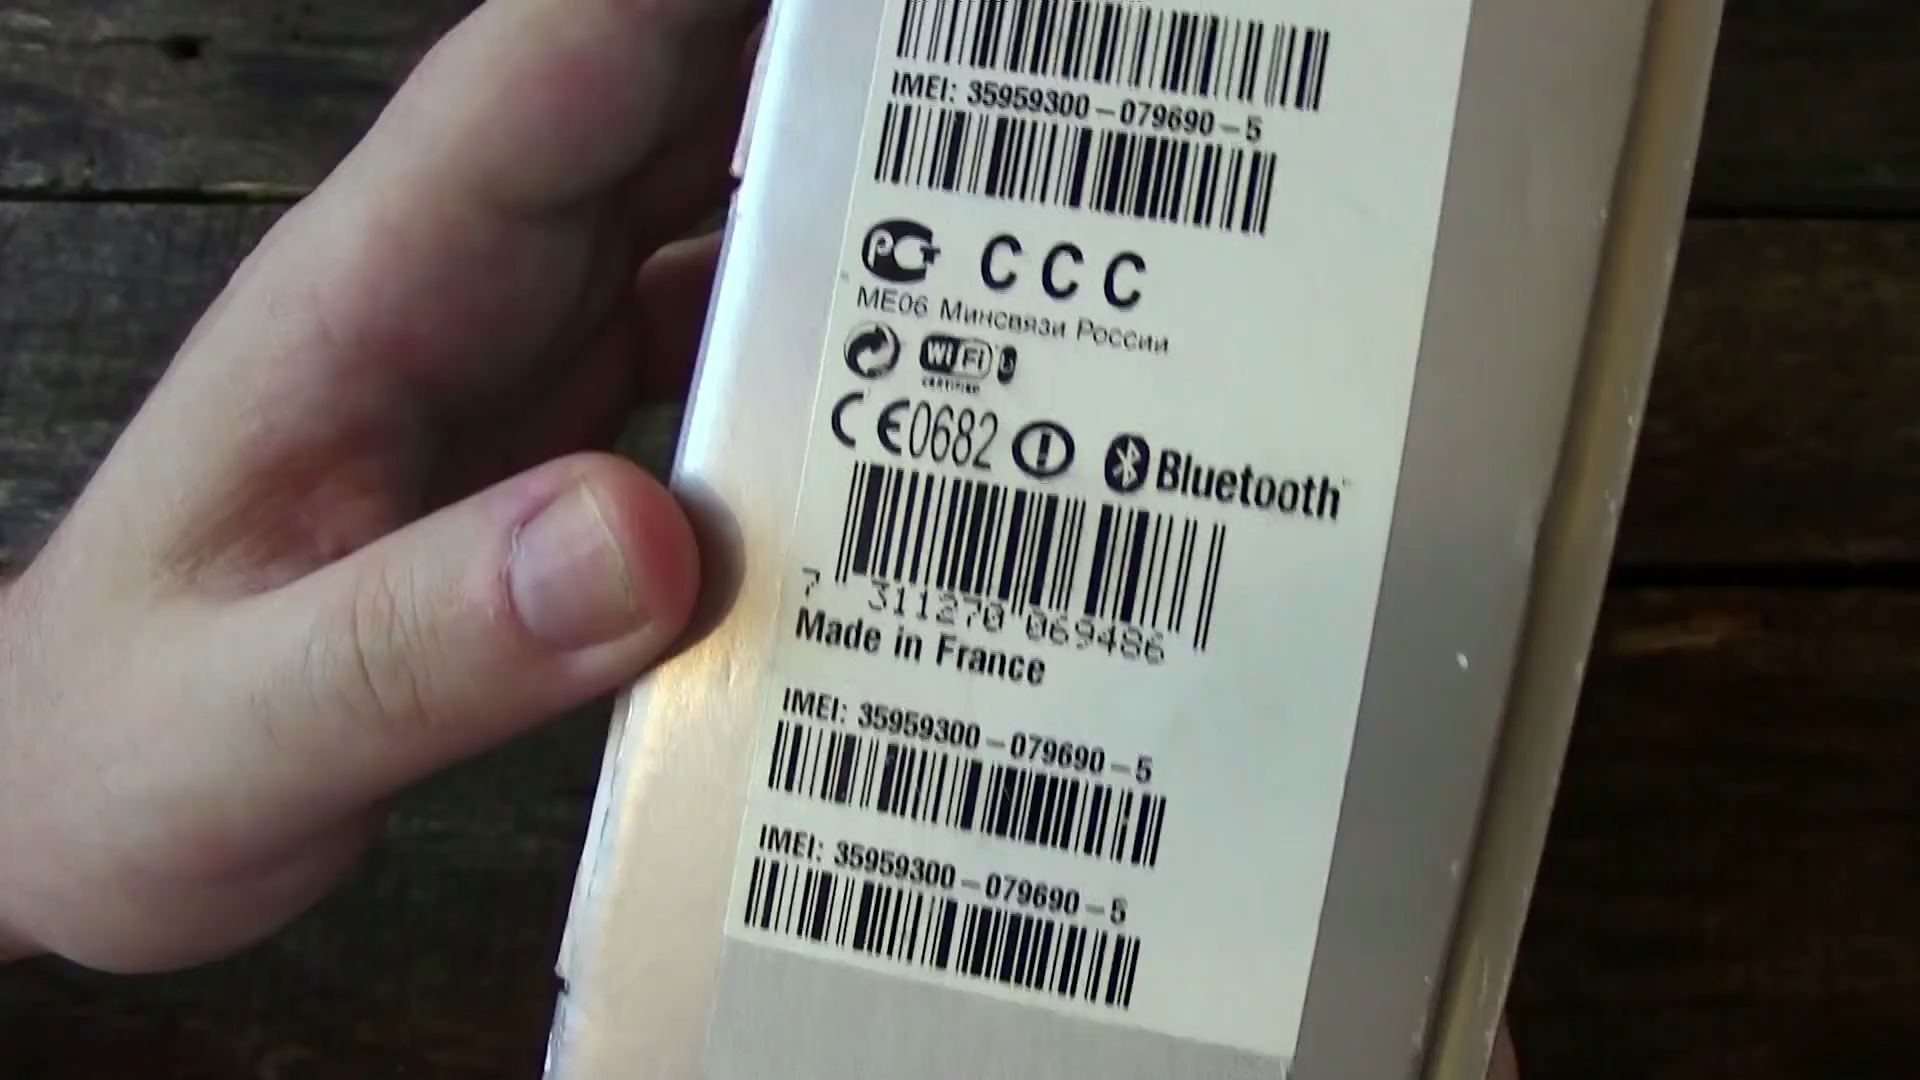 IMEI: 35959300-079690-5
PCT CCC
ME06 Минсвязи России
Wi Fi
CERTIFIED
CE0682 Bluetooth
7 311270 069486
Made in France
IMEI: 35959300-079690-5
IMEI: 35959300-079690-5